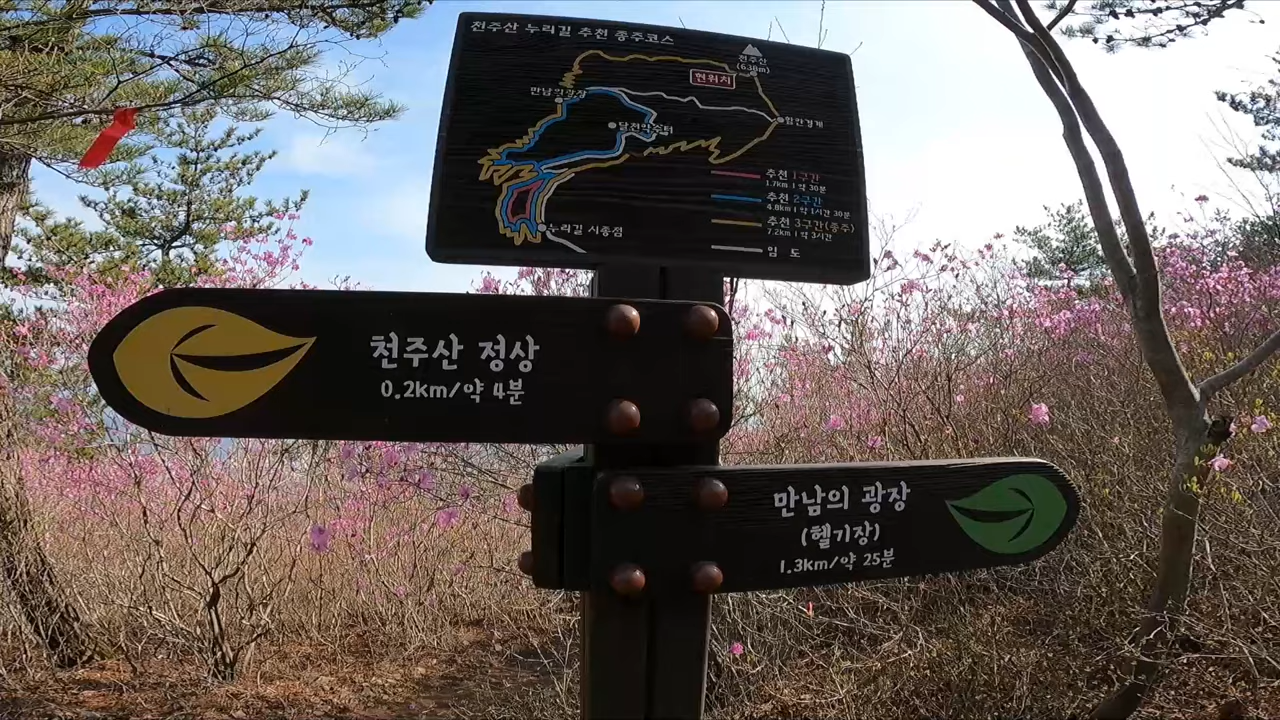 천주산 누리길 추천 종주코스
천주산
(638m)
현위치
만남의광장
달천약수터
함안경계
추천 1구간
1.7km | 약 30분
추천 2구간
4.8km | 약 1시간 30분
추천 3구간(종주)
7.2km | 약 3시간
누리길 시종점
임 도
천주산 정상
0.2km/약 4분
만남의 광장
(헬기장)
1.3km/약 25분